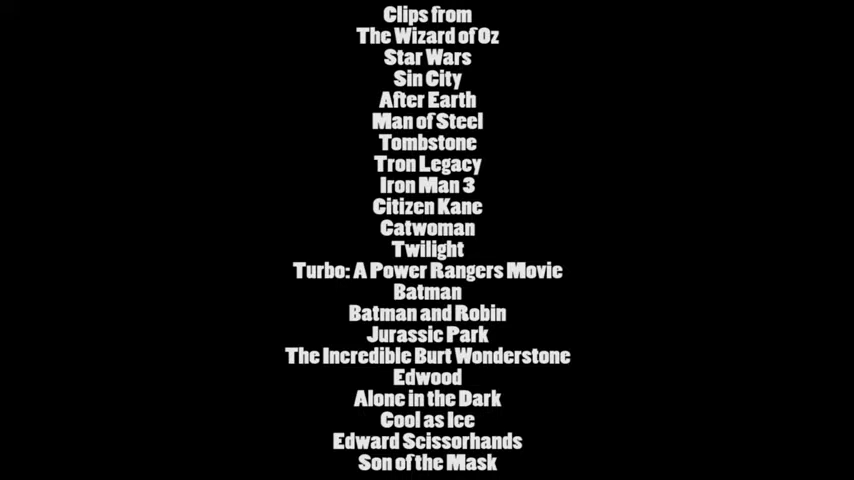 Clips from
The Wizard of Oz
Star Wars
Sin City
After Earth
Man of Steel
Tombstone
Tron Legacy
Iron Man 3
Citizen Kane
Catwoman
Twilight
Turbo: A Power Rangers Movie
Batman
Batman and Robin
Jurassic Park
The Incredible Burt Wonderstone
Edwood
Alone in the Dark
Cool as Ice
Edward Scissorhands
Son of the Mask